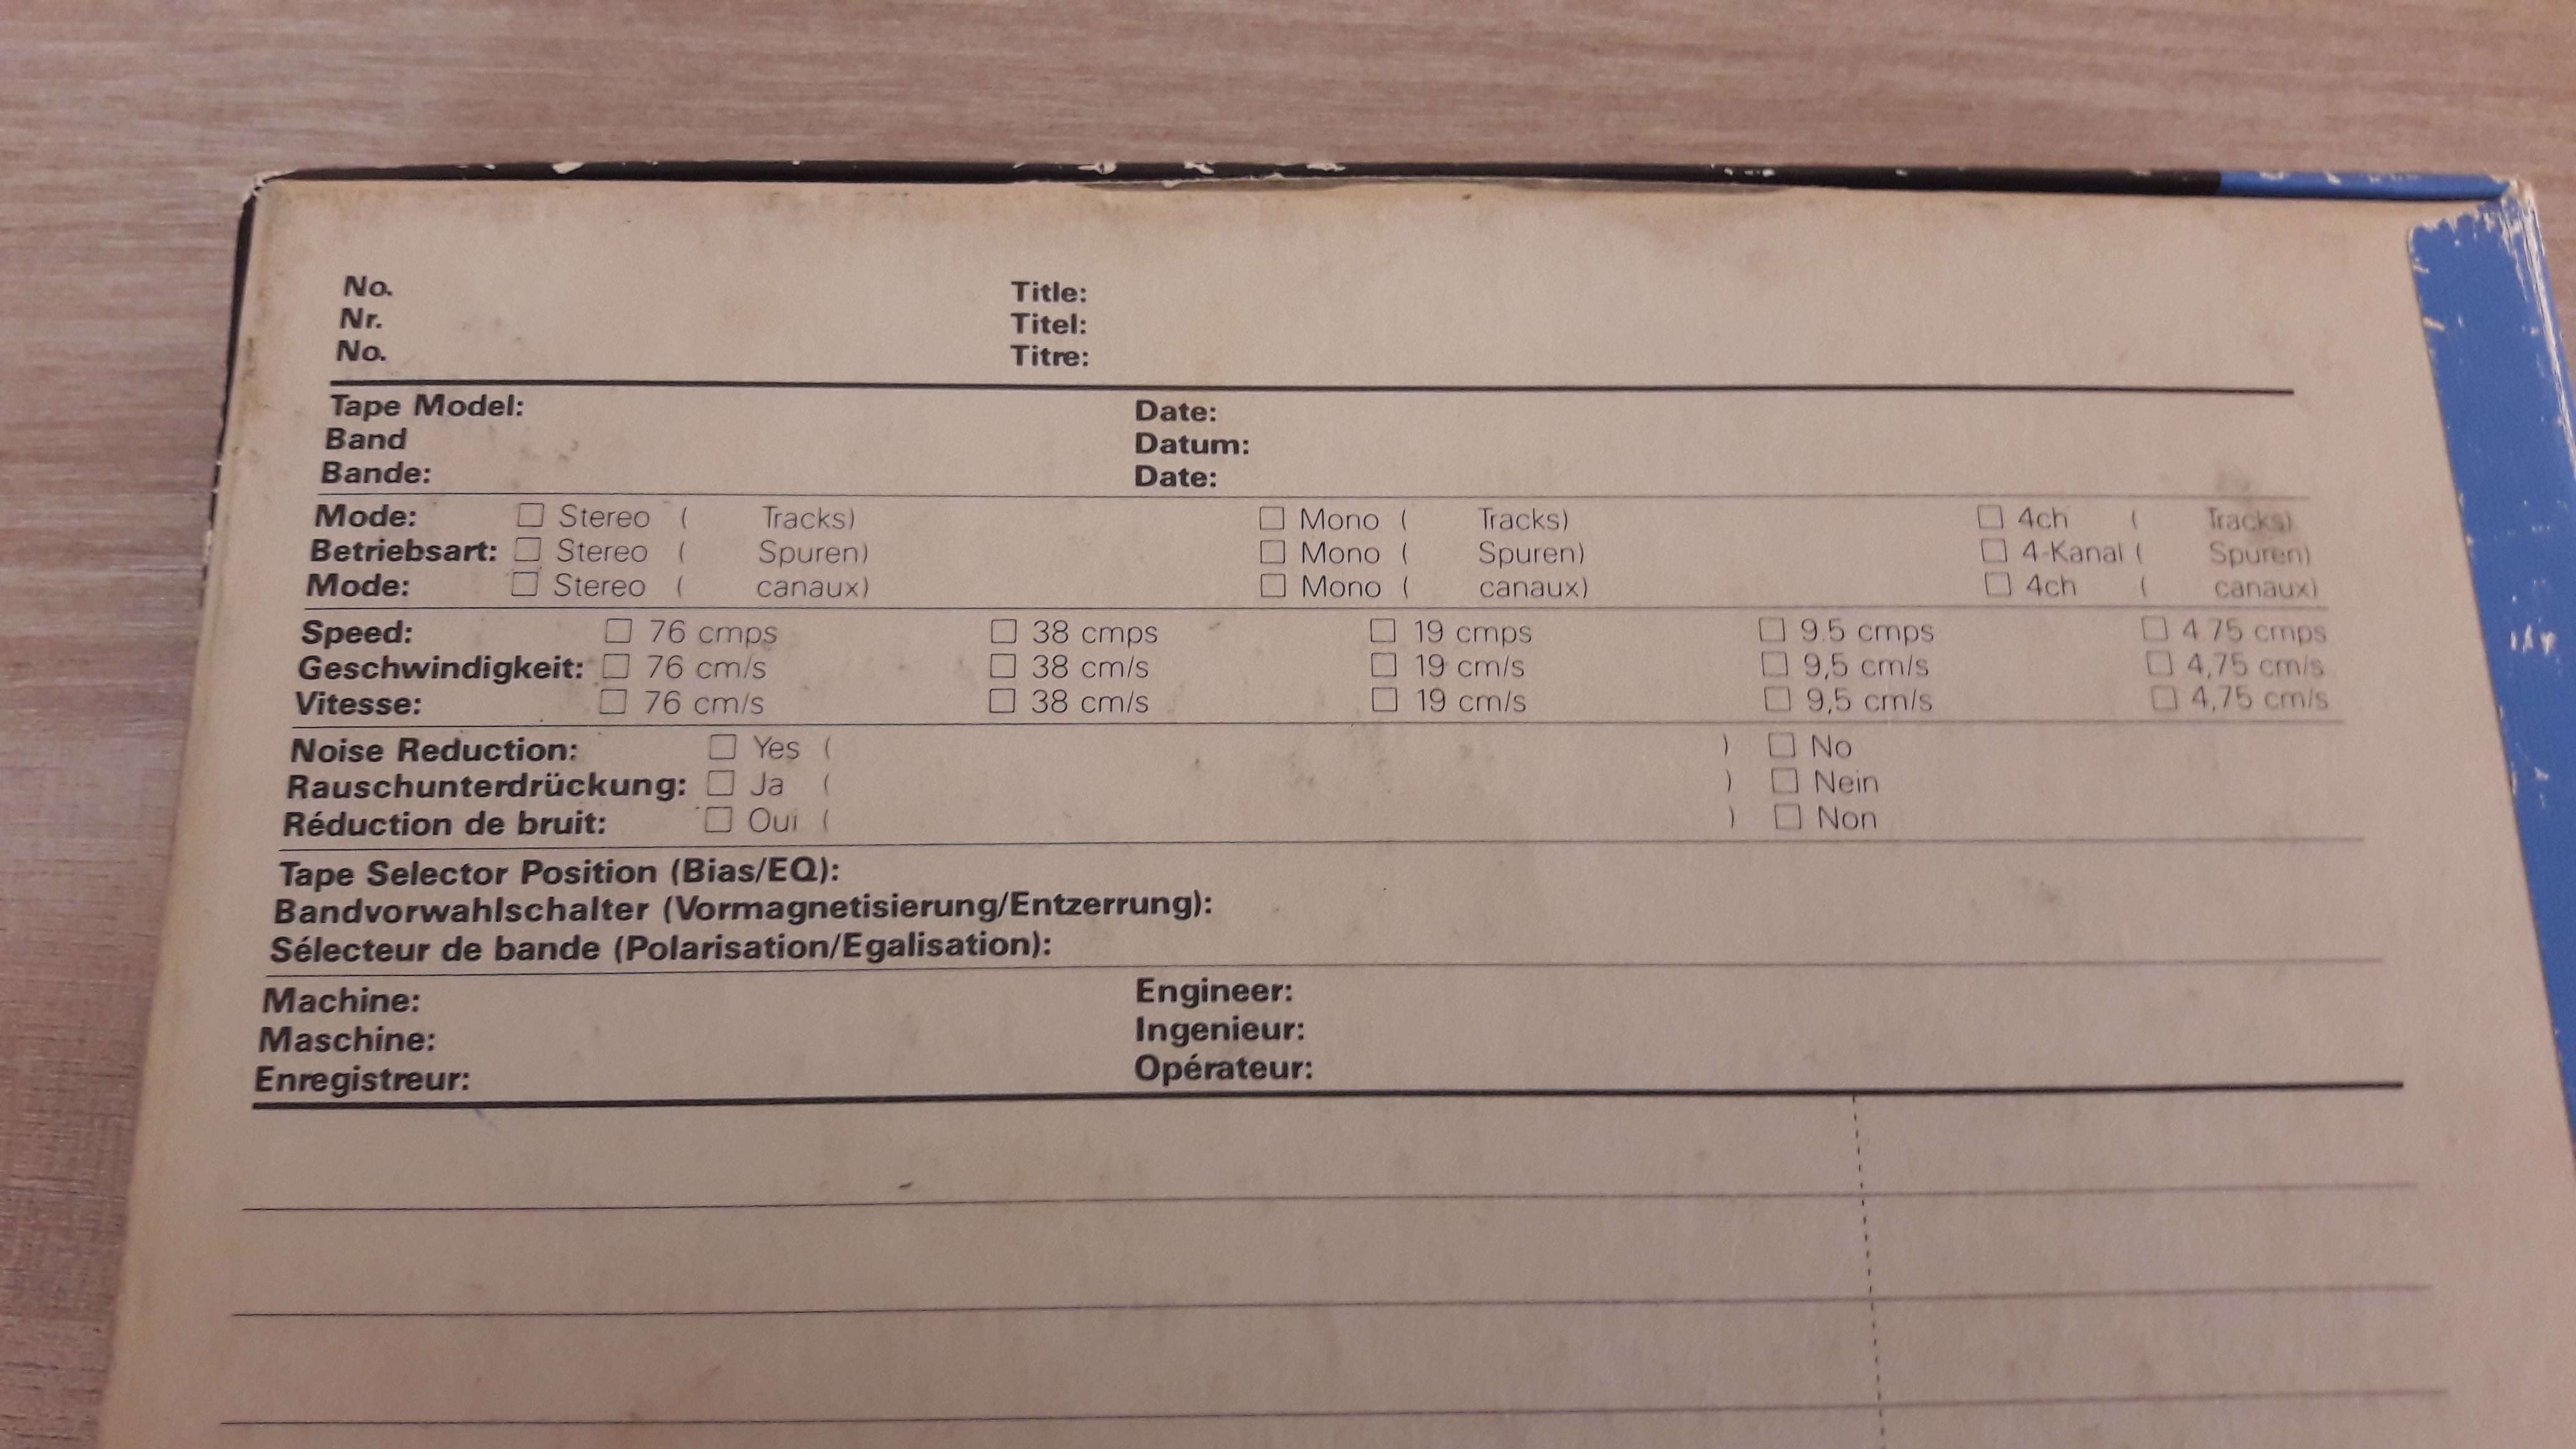 No. Title:
Nr. Titel:
No. Titre:
Tape Model: Date:
Band Datum:
Bande: Date:
Mode: ☐ Stereo ( Tracks) ☐ Mono ( Tracks) ☐ 4ch ( Tracks)
Betriebsart: ☐ Stereo ( Spuren) ☐ Mono ( Spuren) ☐ 4-Kanal ( Spuren)
Mode: ☐ Stereo ( canaux) ☐ Mono ( canaux) ☐ 4ch ( canaux)
Speed: ☐ 76 cmps ☐ 38 cmps ☐ 19 cmps ☐ 9.5 cmps ☐ 4 75 cmps
Geschwindigkeit: ☐ 76 cm/s ☐ 38 cm/s ☐ 19 cm/s ☐ 9,5 cm/s ☐ 4,75 cm/s
Vitesse: ☐ 76 cm/s ☐ 38 cm/s ☐ 19 cm/s ☐ 9,5 cm/s ☐ 4,75 cm/s
Noise Reduction: ☐ Yes ( ) ☐ No
Rauschunterdrückung: ☐ Ja ( ) ☐ Nein
Réduction de bruit: ☐ Oui ( ) ☐ Non
Tape Selector Position (Bias/EQ):
Bandvorwahlschalter (Vormagnetisierung/Entzerrung):
Sélecteur de bande (Polarisation/Egalisation):
Machine: Engineer:
Maschine: Ingenieur:
Enregistreur: Opérateur: